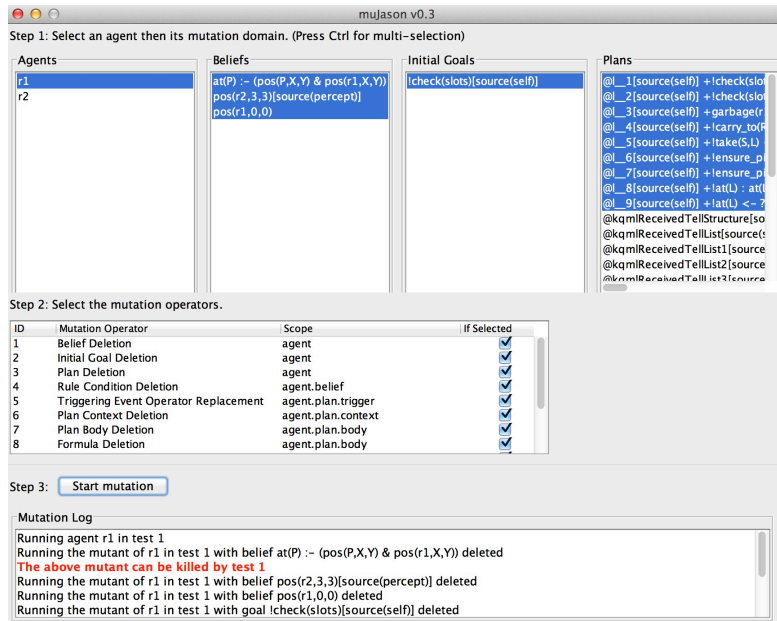 muJason v0.3
Step 1: Select an agent then its mutation domain. (Press Ctrl for multi-selection)
Agents
r1
r2
Beliefs
at(P) :- (pos(P,X,Y) & pos(r1,X,Y))
pos(r2,3,3)[source(percept)]
pos(r1,0,0)
Initial Goals
!check(slots)[source(self)]
Plans
@l__1[source(self)] +!check(slot
@l__2[source(self)] +!check(slot
@l__3[source(self)] +garbage(r
@l__4[source(self)] +!carry_to(R
@l__5[source(self)] +!take(S,L)
@l__6[source(self)] +!ensure_pi
@l__7[source(self)] +!ensure_pi
@l__8[source(self)] +!at(L) : at(L
@l__9[source(self)] +!at(L) <- ?
@kqmlReceivedTellStructure[so
@kqmlReceivedTellList[source(s
@kqmlReceivedTellList1[source
@kqmlReceivedTellList2[source
@kqmlReceivedTellList3[source
Step 2: Select the mutation operators.
ID Mutation Operator Scope If Selected
1 Belief Deletion agent
2 Initial Goal Deletion agent
3 Plan Deletion agent
4 Rule Condition Deletion agent.belief
5 Triggering Event Operator Replacement agent.plan.trigger
6 Plan Context Deletion agent.plan.context
7 Plan Body Deletion agent.plan.body
8 Formula Deletion agent.plan.body
Step 3: Start mutation
Mutation Log
Running agent r1 in test 1
Running the mutant of r1 in test 1 with belief at(P) :- (pos(P,X,Y) & pos(r1,X,Y)) deleted
The above mutant can be killed by test 1
Running the mutant of r1 in test 1 with belief pos(r2,3,3)[source(percept)] deleted
Running the mutant of r1 in test 1 with belief pos(r1,0,0) deleted
Running the mutant of r1 in test 1 with goal !check(slots)[source(self)] deleted